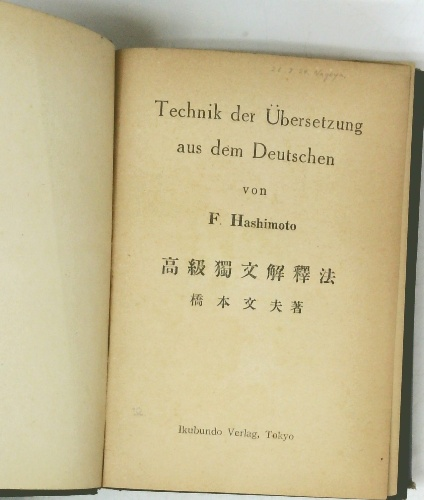 Technik der Übersetzung
aus dem Deutschen
von
F. Hashimoto
高級獨文解釋法
橋本文夫著
Ikubundo Verlag, Tokyo